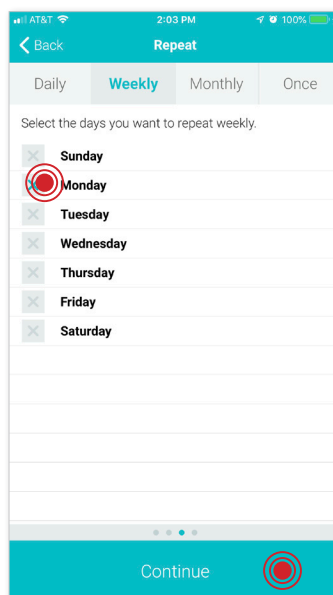 AT&T 2:03 PM 100%
Back Repeat
Daily Weekly Monthly Once
Select the days you want to repeat weekly.
Sunday
Monday
Tuesday
Wednesday
Thursday
Friday
Saturday
Continue